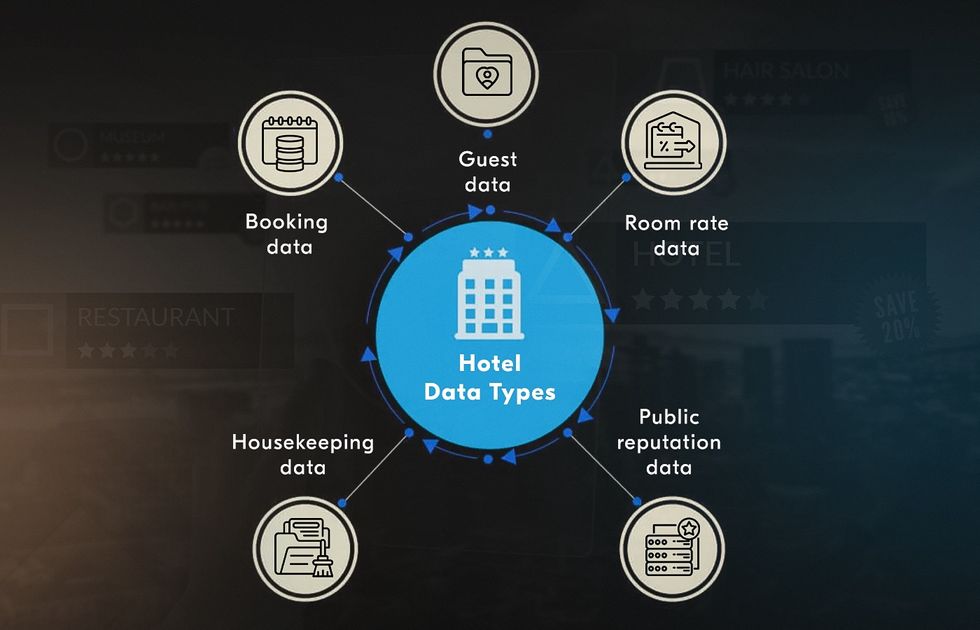 Guest
data
Booking
data
Room rate
data
Hotel
Data Types
Housekeeping
data
Public
reputation
data
HAIR SALON
MUSEUM
HOTEL
RESTAURANT
SAVE
20%